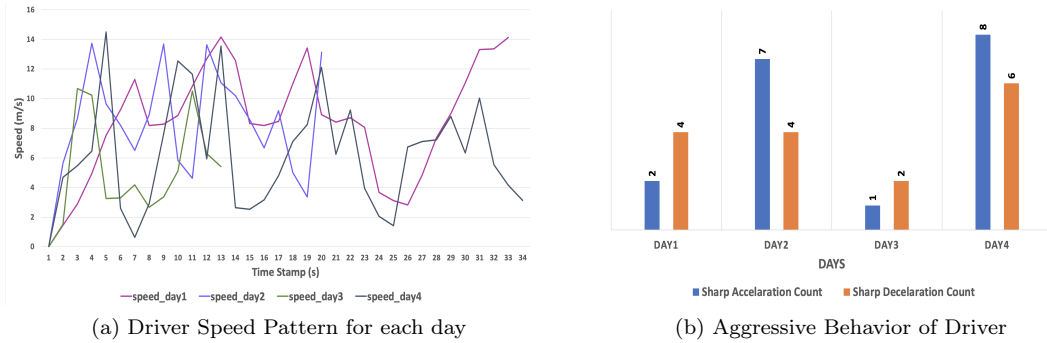 16
14
12
10
8
6
4
2
0
Speed (m/s)
1 2 3 4 5 6 7 8 9 10 11 12 13 14 15 16 17 18 19 20 21 22 23 24 25 26 27 28 29 30 31 32 33 34
Time Stamp (s)
speed_day1 speed_day2 speed_day3 speed_day4
(a) Driver Speed Pattern for each day
2 4 7 4 1 2 8 6
DAY1 DAY2 DAY3 DAY4
DAYS
Sharp Accelaration Count Sharp Decelaration Count
(b) Aggressive Behavior of Driver